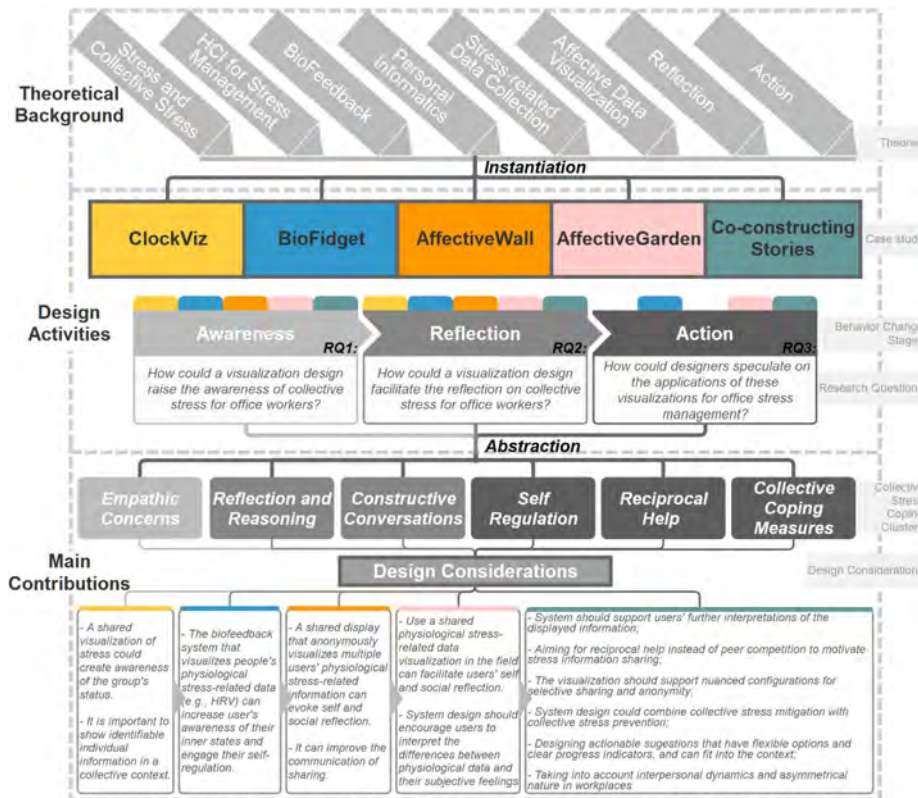 Theoretical
Background
Stress and
Collective Stress
HCI for Stress
Management
BioFeedback
Personal
Informatics
Stress-related
Data Collection
Affective Data
Visualization
Reflection
Action
Theorie
Instantiation
ClockViz
BioFidget
AffectiveWall
AffectiveGarden
Co-constructing
Stories
Case stud
Design
Activities
Awareness
RQ1:
Reflection
RQ2:
Action
RQ3:
Behavior Chang
Stage
How could a visualization design
raise the awareness of collective
stress for office workers?
How could a visualization design
facilitate the reflection on collective
stress for office workers?
How could designers speculate on
the applications of these
visualizations for office stress
management?
Research Question
Abstraction
Empathic
Concerns
Reflection and
Reasoning
Constructive
Conversations
Self
Regulation
Reciprocal
Help
Collective
Coping
Measures
Collectiv
Stres
Coping
Cluster
Main
Contributions
Design Considerations
Design Consideration
- A shared
visualization of
stress could
create awareness
of the group's
status.
- It is important to
show identifiable
individual
information in a
collective context.
- The biofeedback
system that
visualizes people's
physiological
stress-related data
(e.g., HRV) can
increase user's
awareness of their
inner states and
engage their self-
regulation.
- A shared display
that anonymously
visualizes multiple
users' physiological
stress-related
information can
evoke self and
social reflection.
- It can improve the
communication of
sharing.
- Use a shared
physiological stress-
related data
visualization in the field
can facilitate users' self
and social reflection.
- System design should
encourage users to
interpret the
differences between
physiological data and
their subjective feelings
- System should support users' further interpretations of the
displayed information;
- Aiming for reciprocal help instead of peer competition to motivate
stress information sharing;
- The visualization should support nuanced configurations for
selective sharing and anonymity;
- System design could combine collective stress mitigation with
collective stress prevention;
- Designing actionable sugestions that have flexible options and
clear progress indicators, and can fit into the context;
- Taking into account interpersonal dynamics and asymmetrical
nature in workplaces